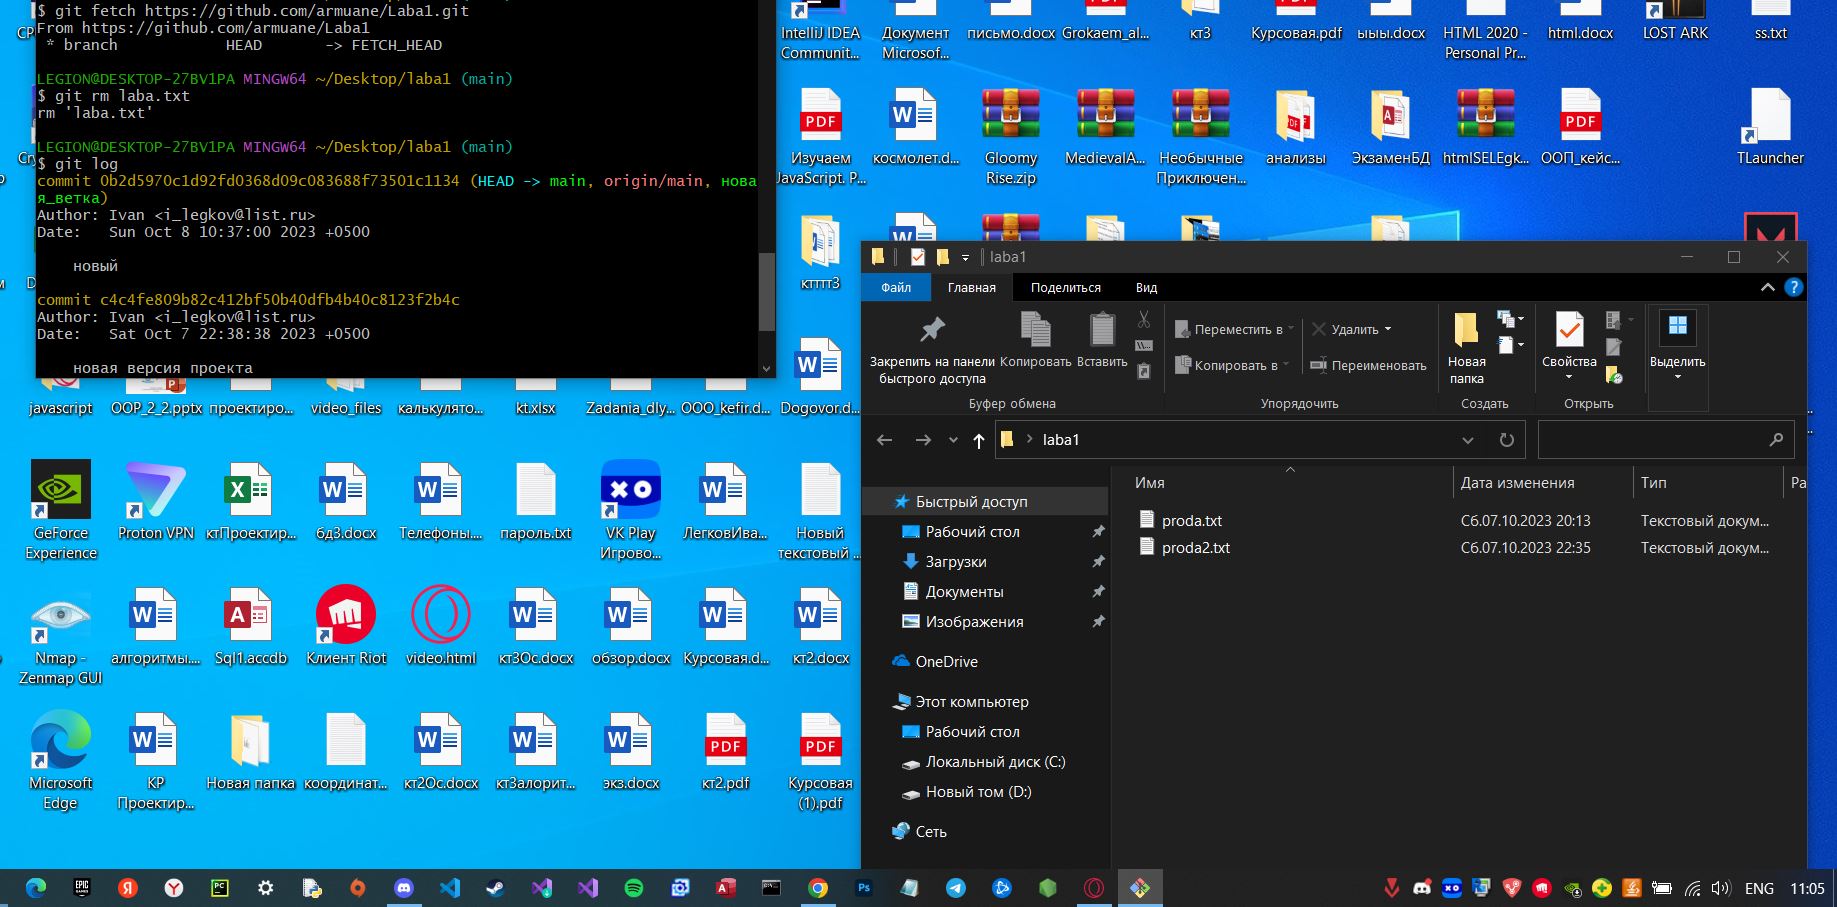 $ git fetch https://github.com/armuane/Laba1.git
From https://github.com/armuane/Laba1
* branch HEAD -> FETCH_HEAD
LEGION@DESKTOP-27BV1PA MINGW64 ~/Desktop/laba1 (main)
$ git rm laba.txt
rm 'laba.txt'
LEGION@DESKTOP-27BV1PA MINGW64 ~/Desktop/laba1 (main)
$ git log
commit 0b2d5970c1d92fd0368d09c083688f73501c1134 (HEAD -> main, origin/main, нова
я_ветка)
Author: Ivan <i_legkov@list.ru>
Date: Sun Oct 8 10:37:00 2023 +0500
новый
commit c4c4fe809b82c412bf50b40dfb4b40c8123f2b4c
Author: Ivan <i_legkov@list.ru>
Date: Sat Oct 7 22:38:38 2023 +0500
новая версия проекта
IntelliJ IDEA
Communit...
Документ
Microsof...
письмо.docx
Grokaem_al...
кт3
Курсовая.pdf
ыыы.docx
HTML 2020 -
Personal Pr...
html.docx
LOST ARK
ss.txt
PDF
Изучаем
JavaScript. P...
космолет.d...
Gloomy
Rise.zip
MedievalA...
Необычные
Приключен...
анализы
ЭкзаменБД
htmlSELEgk...
PDF
ООП_кейс...
TLauncher
ктттт3
laba1
Файл
Главная
Поделиться
Вид
Закрепить на панели
быстрого доступа
Копировать
Вставить
Переместить в
Копировать в
Удалить
Переименовать
Новая
папка
Свойства
Выделить
Буфер обмена
Упорядочить
Создать
Открыть
laba1
Имя
Дата изменения
Тип
Ра
proda.txt
Сб.07.10.2023 20:13
Текстовый докум...
proda2.txt
Сб.07.10.2023 22:35
Текстовый докум...
Быстрый доступ
Рабочий стол
Загрузки
Документы
Изображения
OneDrive
Этот компьютер
Рабочий стол
Локальный диск (C:)
Новый том (D:)
Сеть
javascript
OOP_2_2.pptx
проектиро...
video_files
калькулято...
kt.xlsx
Zadania_dly...
OOO_kefir.d...
Dogovor.d...
GeForce
Experience
Proton VPN
ктПроектир...
бд3.docx
Телефоны....
пароль.txt
VK Play
Игрово...
ЛегковИва...
Новый
текстовый ...
Nmap -
Zenmap GUI
алгоритмы....
Sql1.accdb
Клиент Riot
video.html
кт3Ос.docx
обзор.docx
Курсовая.d...
кт2.docx
Microsoft
Edge
КР
Проектир...
Новая папка
координат...
кт2Ос.docx
кт3алорит...
экз.docx
PDF
кт2.pdf
PDF
Курсовая
(1).pdf
ENG
11:05